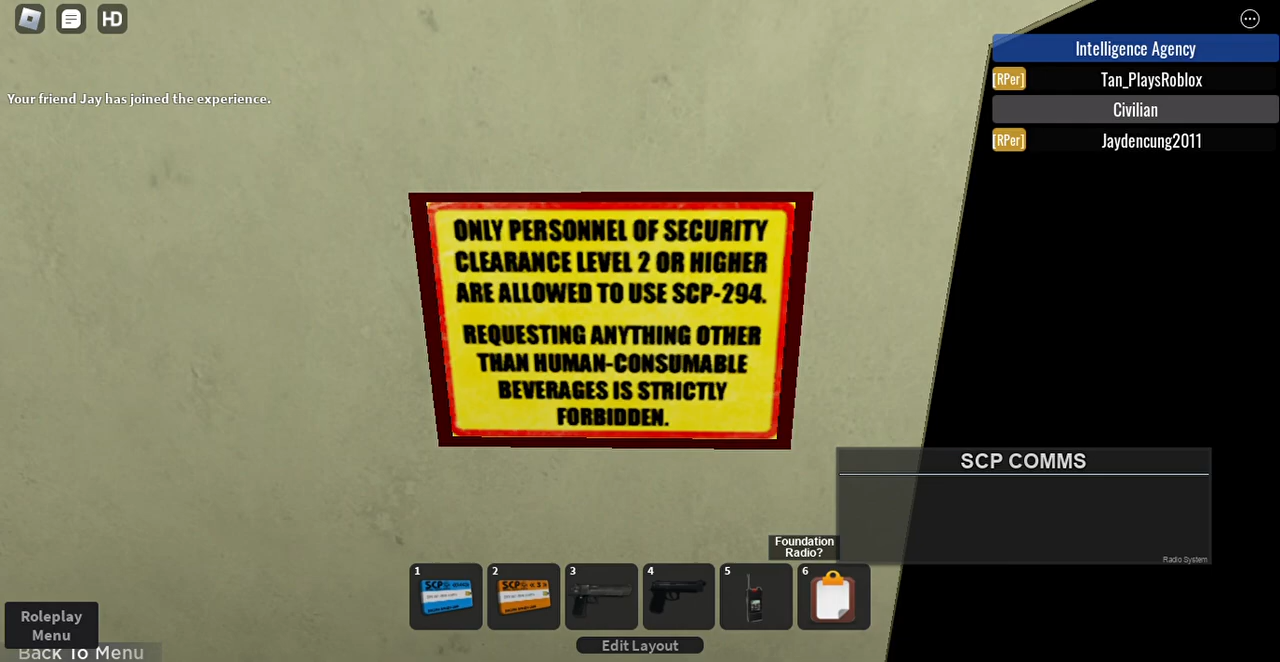 HD
Your friend Jay has joined the experience.
Intelligence Agency
[RPer] Tan_PlaysRoblox
Civilian
[RPer] Jaydencung2011
ONLY PERSONNEL OF SECURITY
CLEARANCE LEVEL 2 OR HIGHER
ARE ALLOWED TO USE SCP-294.
REQUESTING ANYTHING OTHER
THAN HUMAN-CONSUMABLE
BEVERAGES IS STRICTLY
FORBIDDEN.
SCP COMMS
Radio System
Foundation
Radio?
1 2 3 4 5 6
SCP SCP
Edit Layout
Roleplay
Menu
Back To Menu